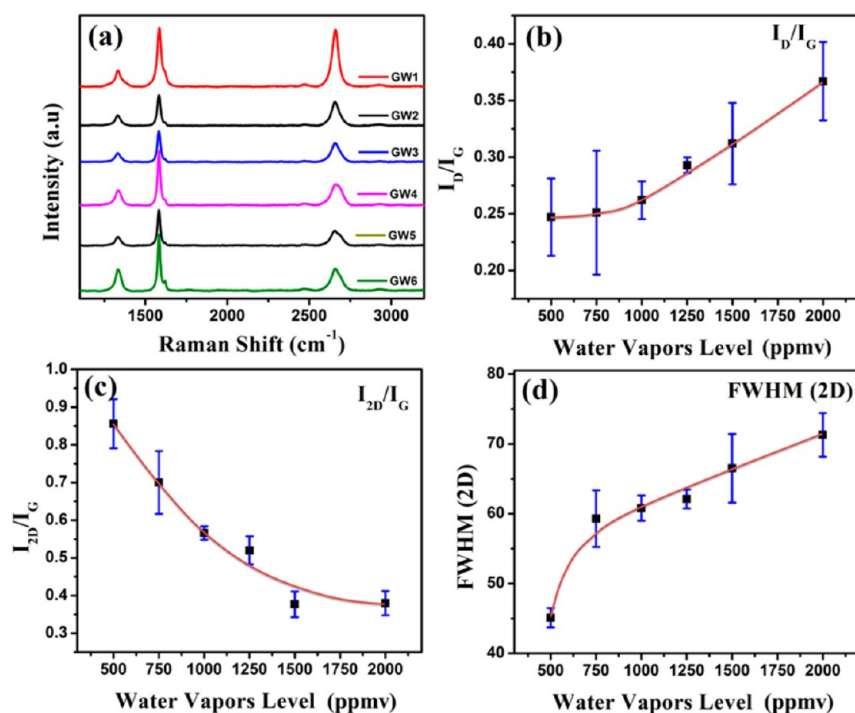 (a)
GW1
GW2
GW3
GW4
GW5
GW6
Intensity (a.u)
1500 2000 2500 3000
Raman Shift (cm⁻¹)
(b)
I_D/I_G
I_D/I_G
0.40
0.35
0.30
0.25
0.20
500 750 1000 1250 1500 1750 2000
Water Vapors Level (ppmv)
(c)
I_2D/I_G
I_2D/I_G
1.0
0.9
0.8
0.7
0.6
0.5
0.4
0.3
500 750 1000 1250 1500 1750 2000
Water Vapors Level (ppmv)
(d)
FWHM (2D)
FWHM (2D)
80
70
60
50
40
500 750 1000 1250 1500 1750 2000
Water Vapors Level (ppmv)